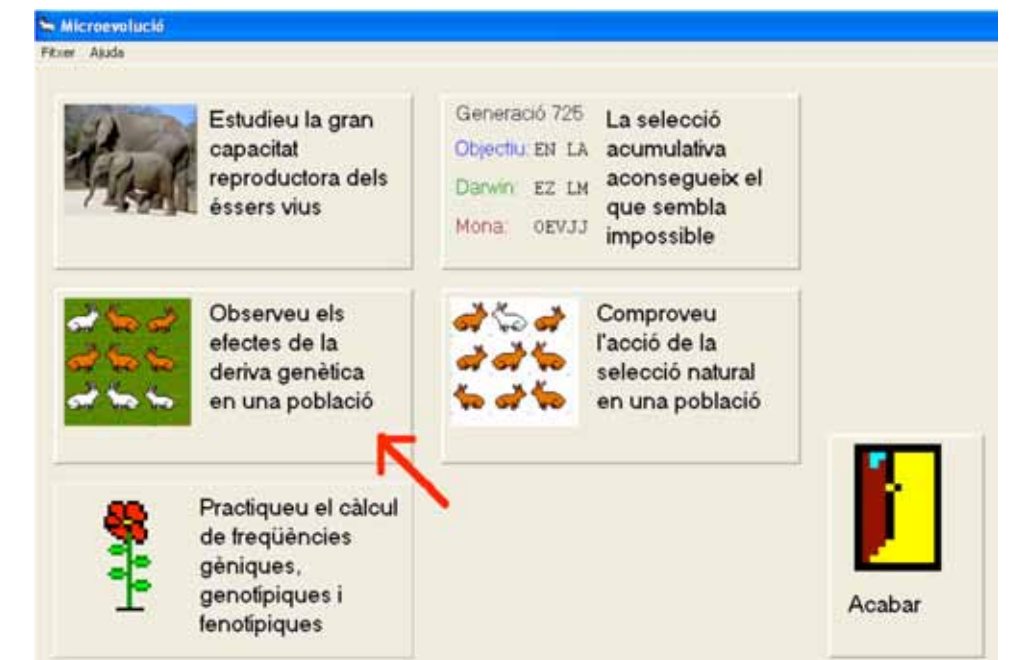 Microevolució
Fitxer Ajuda
Estudieu la gran
capacitat
reproductora dels
éssers vius
Generació 725
Objectiu: EN LA
Darwin: EZ LM
Mona: OEVJJ
La selecció
acumulativa
aconsegueix el
que sembla
impossible
Observeu els
efectes de la
deriva genètica
en una població
Comproveu
l'acció de la
selecció natural
en una població
Practiqueu el càlcul
de freqüències
gèniques,
genotípiques i
fenotípiques
Acabar